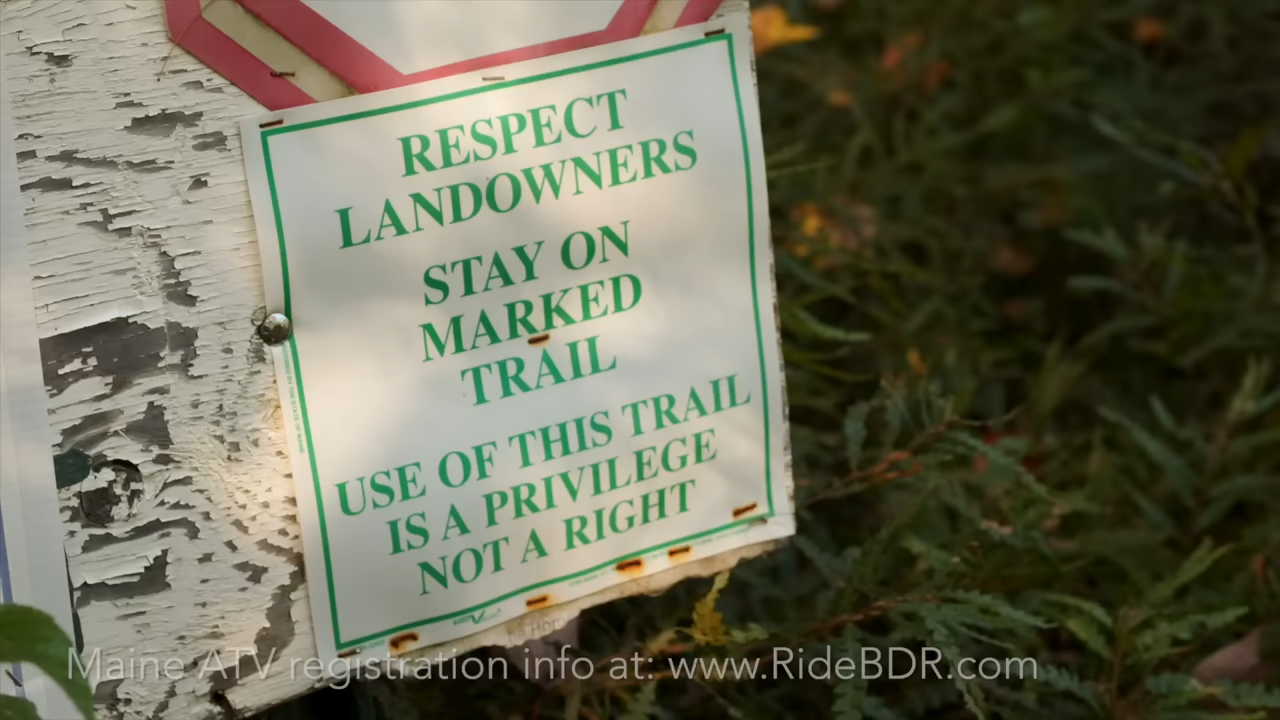 RESPECT
LANDOWNERS
STAY ON
MARKED
TRAIL
USE OF THIS TRAIL
IS A PRIVILEGE
NOT A RIGHT
Maine ATV registration info at: www.RideBDR.com